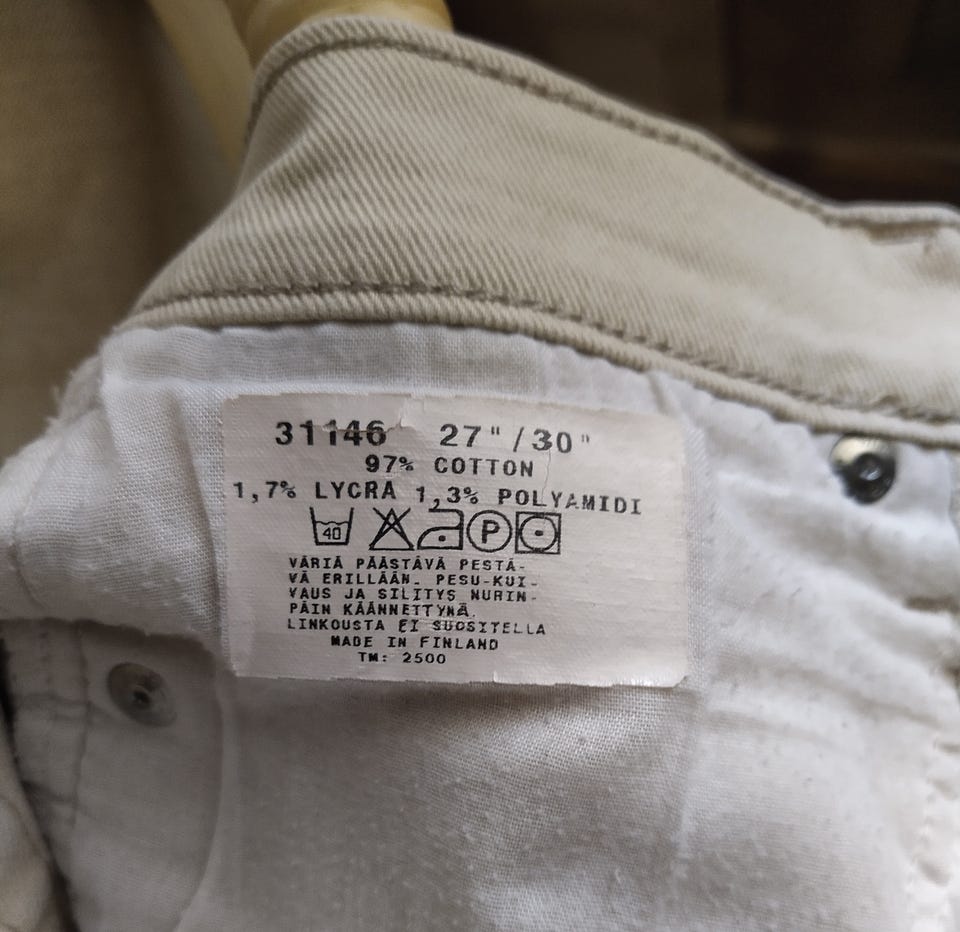 31146 27"/30"
97% COTTON
1,7% LYCRA 1,3% POLYAMIDI
40 P
VÄRIÄ PÄÄSTÄVÄ PESTÄ-
VÄ ERILLÄÄN. PESU-KUI-
VAUS JA SILITYS NURIN-
PÄIN KÄÄNNETTYNÄ.
LINKOUSTA EI SUOSITELLA
MADE IN FINLAND
TM: 2500